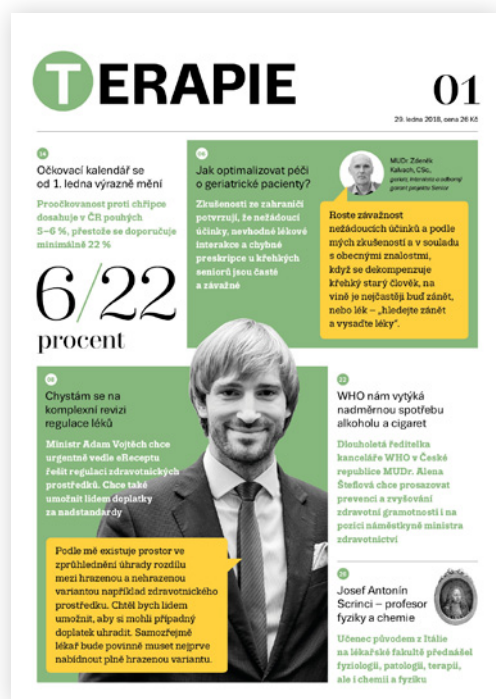 TERAPIE
01
29. ledna 2018, cena 26 Kč
Očkovací kalendář se
od 1. ledna výrazně mění
Proočkovanost proti chřipce
dosahuje v ČR pouhých
5–6 %, přestože se doporučuje
minimálně 22 %
6/22
procent
Jak optimalizovat péči
o geriatrické pacienty?
Zkušenosti ze zahraničí
potvrzují, že nežádoucí
účinky, nevhodné lékové
interakce a chybné
preskripce u křehkých
seniorů jsou časté
a závažné
MUDr. Zdeněk
Kalvach, CSc.,
geriatr, internista a odborný
garant projektu Senior
Roste závažnost
nežádoucích účinků a podle
mých zkušeností a v souladu
s obecnými znalostmi,
když se dekompenzuje
křehký starý člověk, na
vině je nejčastěji buď zánět,
nebo lék – „hledejte zánět
a vysaďte léky“.
Chystám se na
komplexní revizi
regulace léků
Ministr Adam Vojtěch chce
urgentně vedle eReceptu
řešit regulaci zdravotnických
prostředků. Chce také
umožnit lidem doplatky
za nadstandardy
Podle mě existuje prostor ve
zprůhlednění úhrady rozdílu
mezi hrazenou a nehrazenou
variantou například zdravotnického
prostředku. Chtěl bych lidem
umožnit, aby si mohli případný
doplatek uhradit. Samozřejmě
lékař bude povinně muset nejprve
nabídnout plně hrazenou variantu.
22
WHO nám vytýká
nadměrnou spotřebu
alkoholu a cigaret
Dlouholetá ředitelka
kanceláře WHO v České
republice MUDr. Alena
Šteflová chce prosazovat
prevenci a zvyšování
zdravotní gramotnosti i na
pozici náměstkyně ministra
zdravotnictví
Josef Antonín
Scrinci – profesor
fyziky a chemie
Učenec původem z Itálie
na lékařské fakultě přednášel
fyziologii, patologii, terapii,
ale i chemii a fyziku